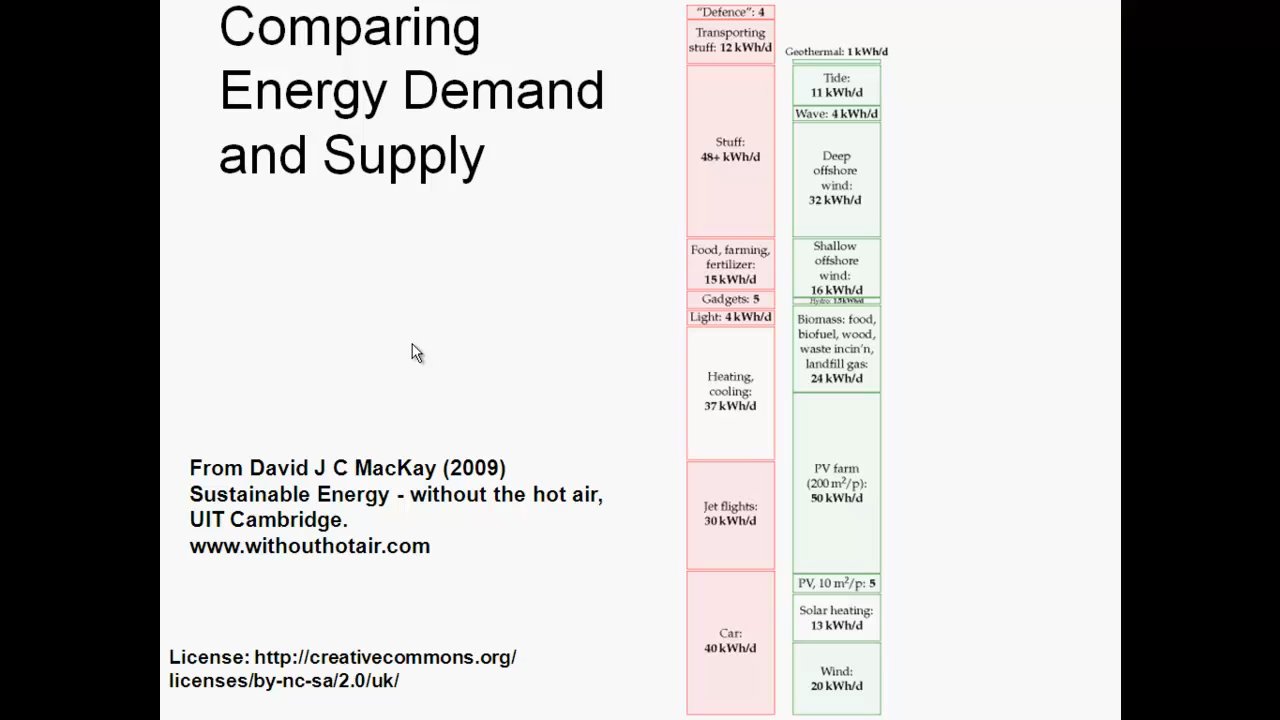 Comparing
Energy Demand
and Supply
From David J C MacKay (2009)
Sustainable Energy - without the hot air,
UIT Cambridge.
www.withouthotair.com
License: http://creativecommons.org/
licenses/by-nc-sa/2.0/uk/
“Defence”: 4
Transporting
stuff: 12 kWh/d
Stuff:
48+ kWh/d
Food, farming,
fertilizer:
15 kWh/d
Gadgets: 5
Light: 4 kWh/d
Heating,
cooling:
37 kWh/d
Jet flights:
30 kWh/d
Car:
40 kWh/d
Geothermal: 1 kWh/d
Tide:
11 kWh/d
Wave: 4 kWh/d
Deep
offshore
wind:
32 kWh/d
Shallow
offshore
wind:
16 kWh/d
Hydro: 1.5 kWh/d
Biomass: food,
biofuel, wood,
waste incin’n,
landfill gas:
24 kWh/d
PV farm
(200 m²/p):
50 kWh/d
PV, 10 m²/p: 5
Solar heating:
13 kWh/d
Wind:
20 kWh/d